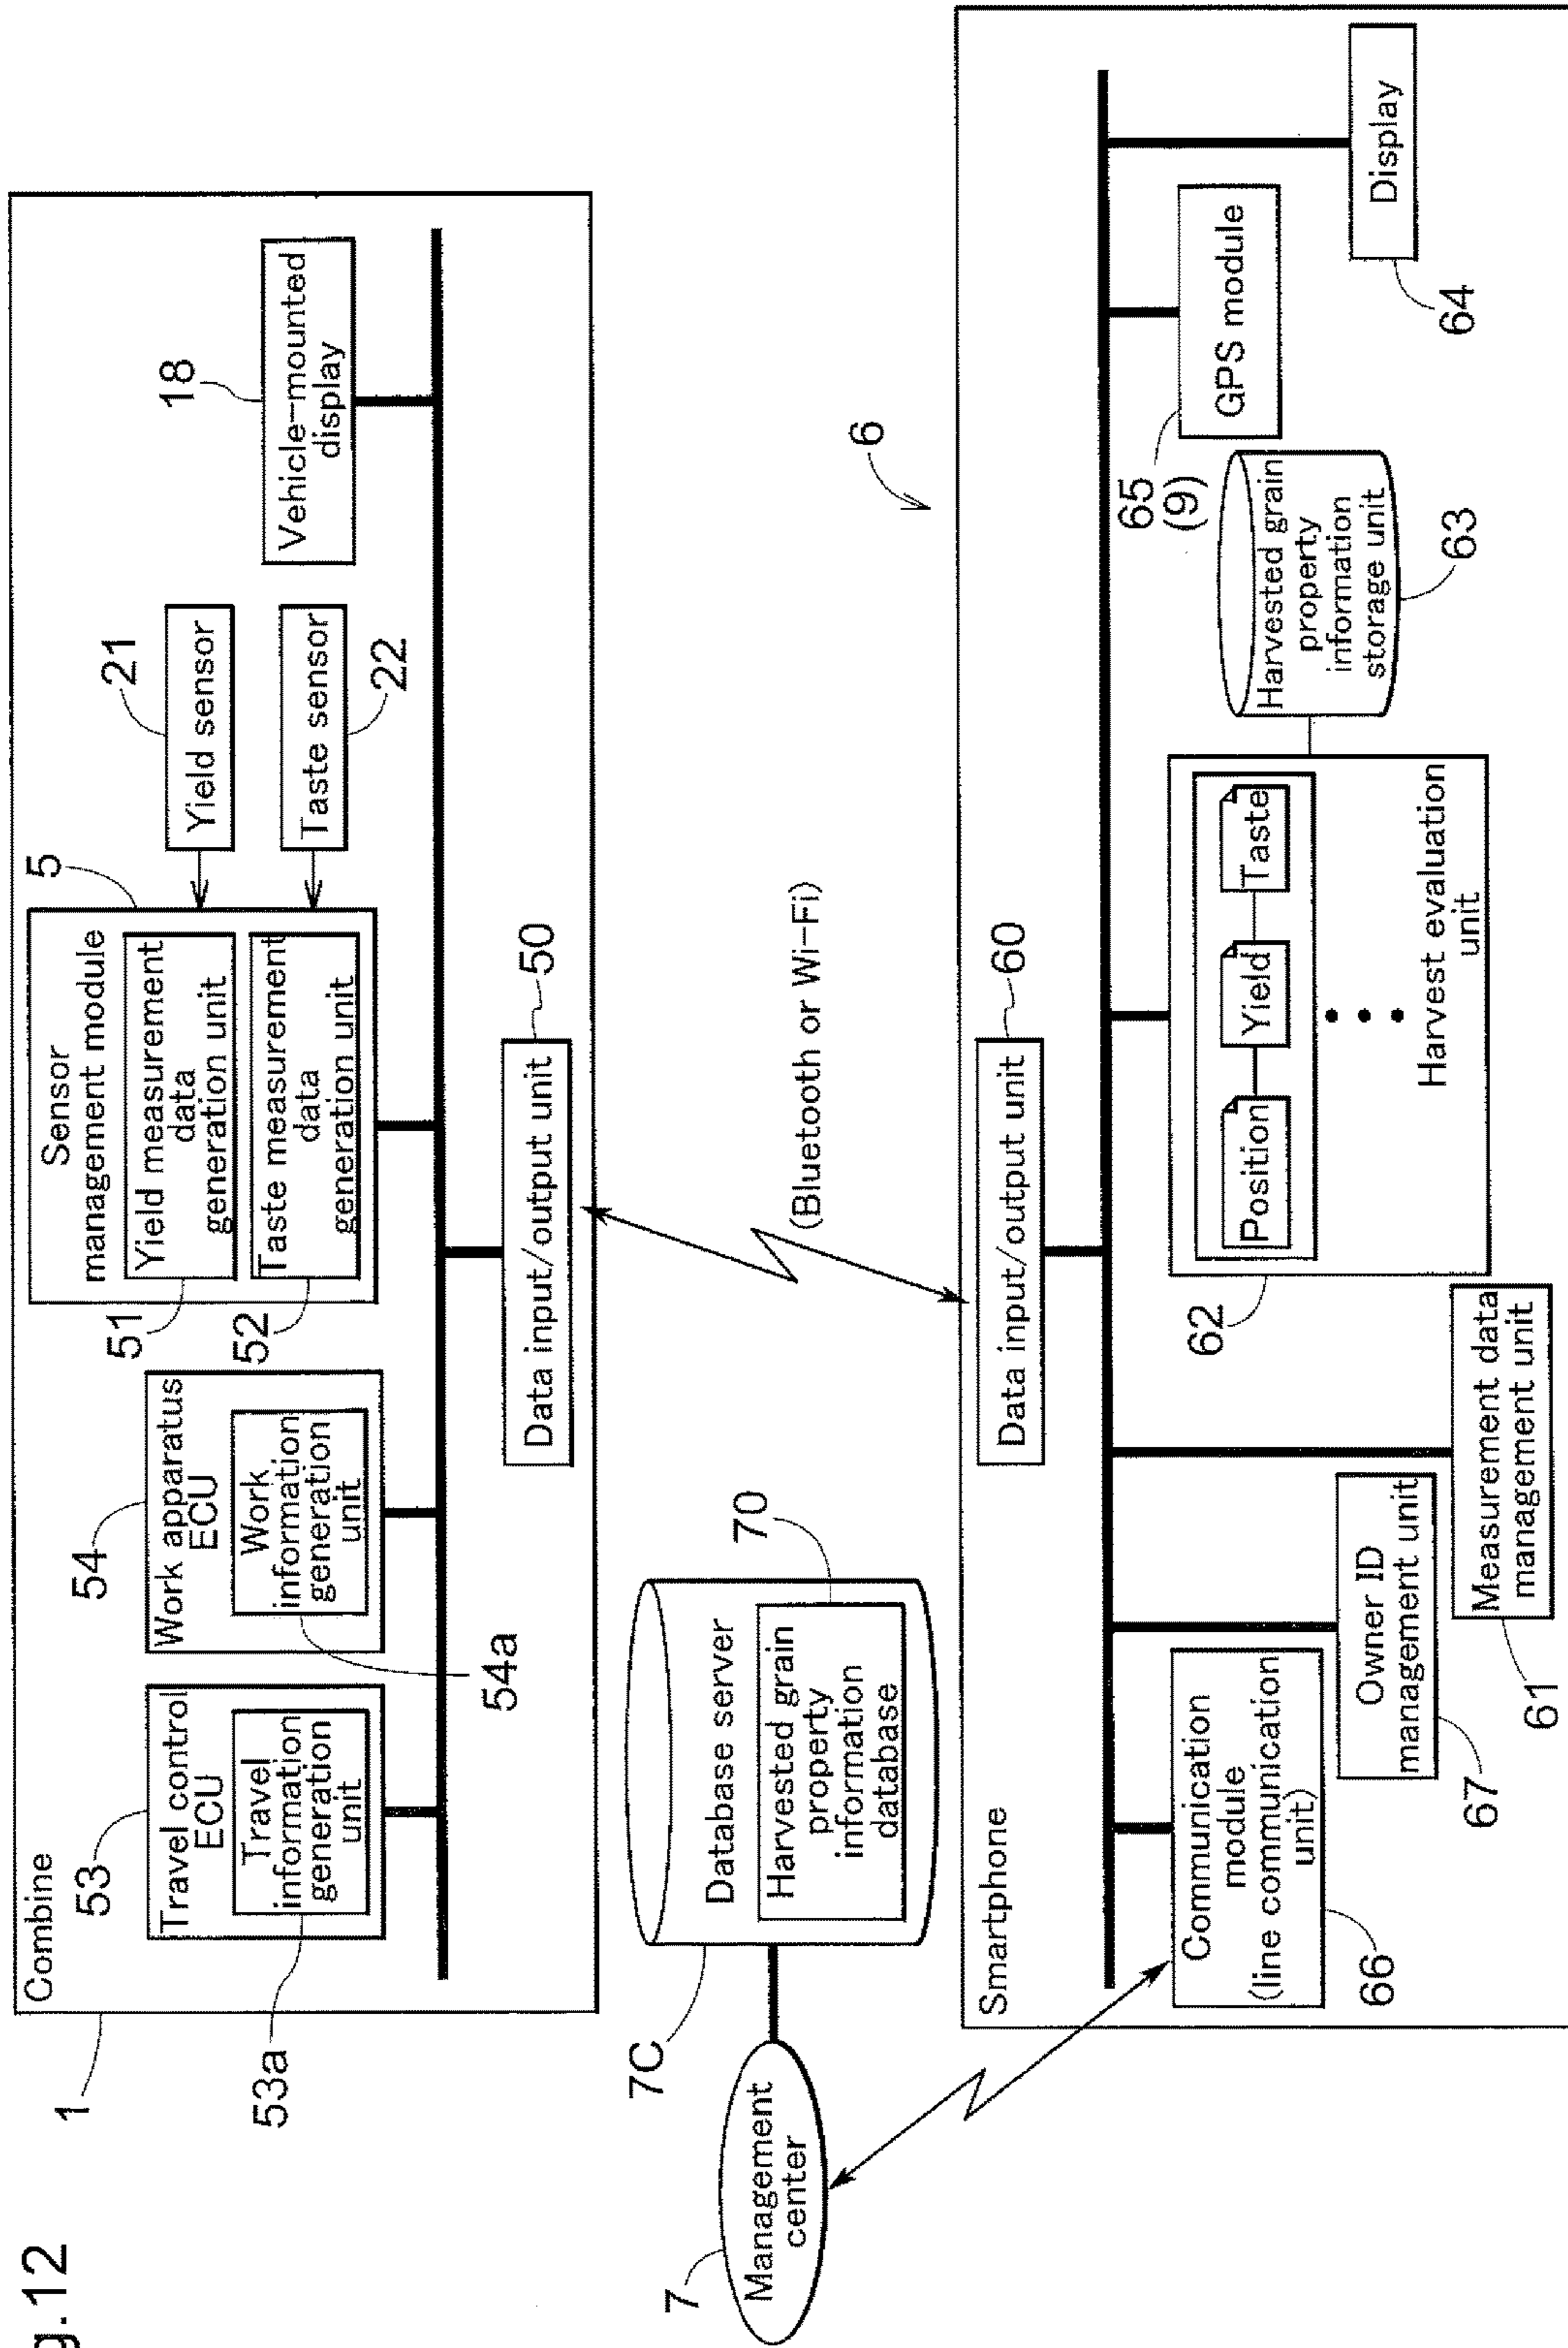 g.12
Combine
1
53
Travel control
ECU
Travel
information
generation
unit
53a
54
Work apparatus
ECU
Work
information
generation
unit
54a
5
Sensor
management module
Yield measurement
data
generation unit
51
Taste measurement
data
generation unit
52
21
Yield sensor
Taste sensor
22
18
Vehicle-mounted
display
Data input/output unit
50
(Bluetooth or Wi-Fi)
7
Management
center
7C
Database server
Harvested grain
property
information
database
70
6
Smartphone
Data input/output unit
60
Communication
module
(line communication
unit)
66
Owner ID
management unit
67
Measurement data
management unit
61
62
Position
Yield
Taste
Harvest evaluation
unit
Harvested grain
property
information
storage unit
63
65
(9)
GPS module
Display
64